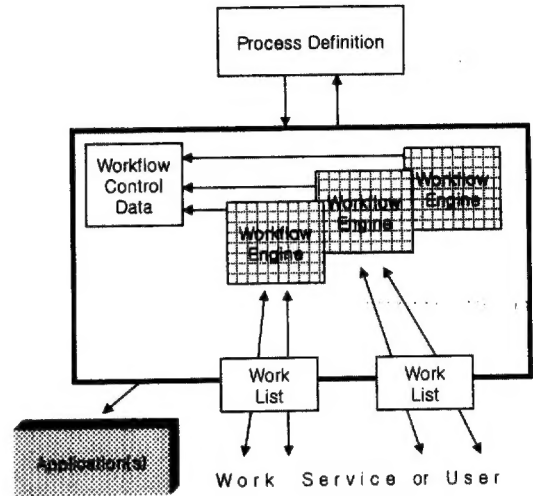 Process Definition
Workflow
Control
Data
Workflow
Engine
Workflow
Engine
Workflow
Engine
Work
List
Work
List
Application(s)
Work Service or User